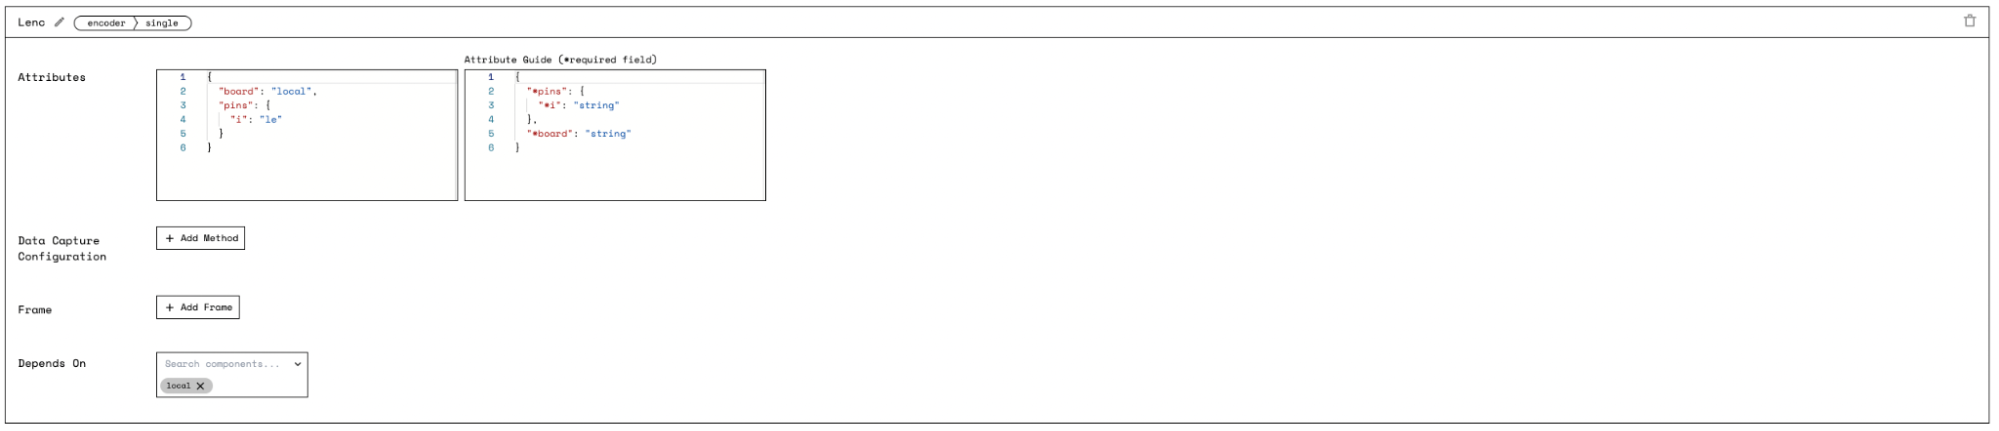 Lenc encoder single
Attribute Guide (*required field)
Attributes
1 {
2 "board": "local",
3 "pins": {
4 "i": "le"
5 }
6 }
1 {
2 "*pins": {
3 "*i": "string"
4 },
5 "*board": "string"
6 }
Data Capture
Configuration
+ Add Method
Frame
+ Add Frame
Depends On
Search components...
local X